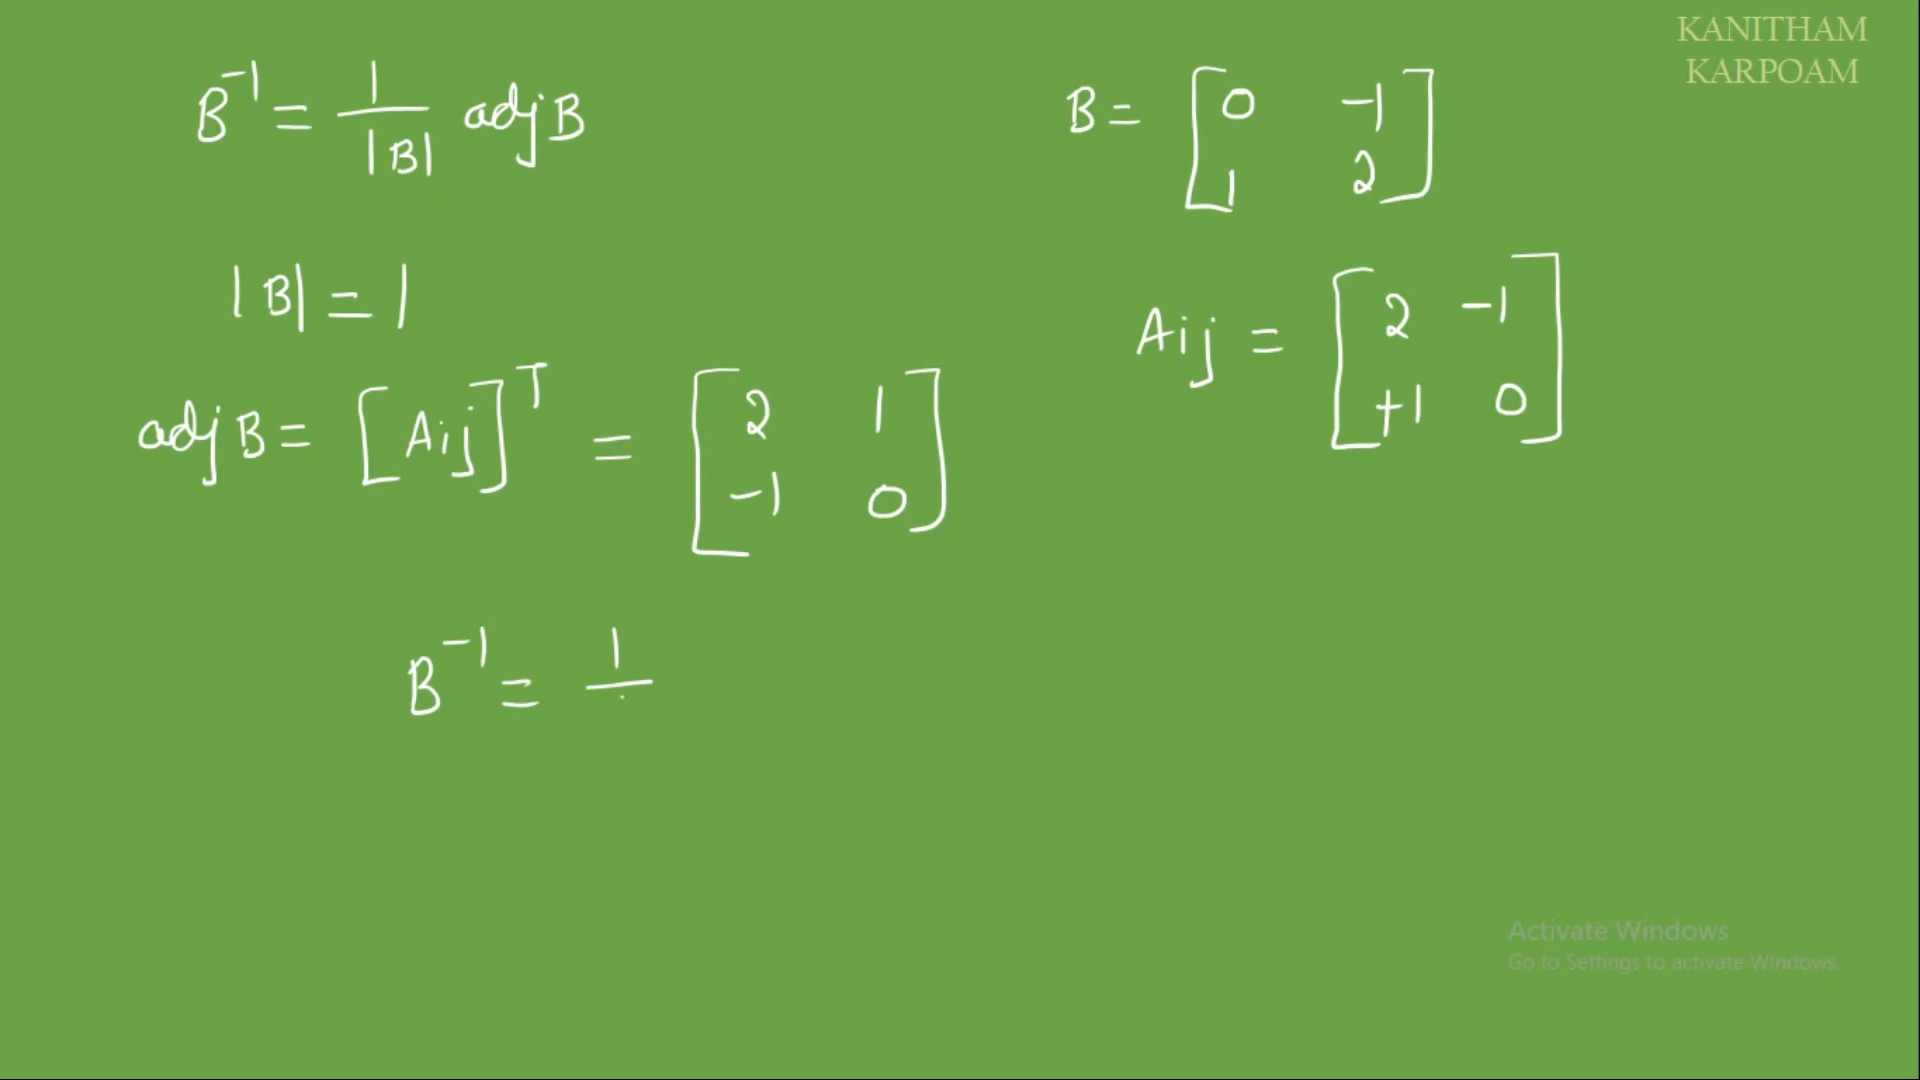 KANITHAM
KARPOAM
B⁻¹ = 1/|B| adj B
B = [0 -1
1 2]
|B| = 1
Aij = [2 -1
+1 0]
adj B = [Aij]ᵀ = [2 1
-1 0]
B⁻¹ = 1/
Activate Windows
Go to Settings to activate Windows.